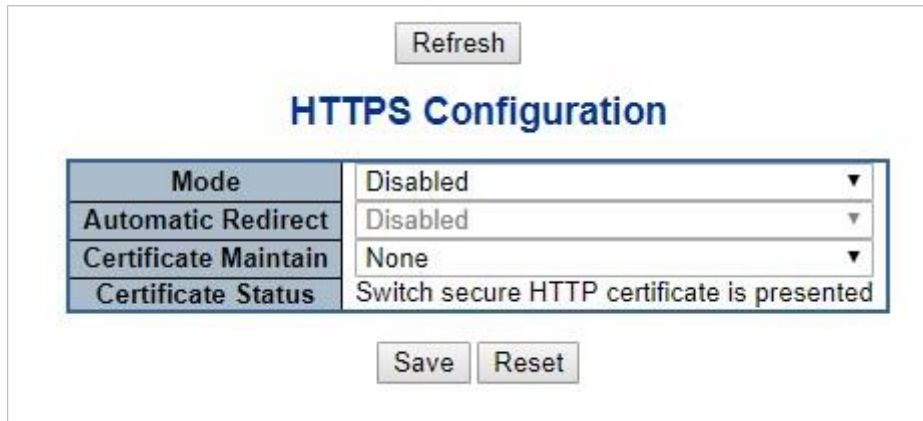 Refresh
HTTPS Configuration
Mode Disabled
Automatic Redirect Disabled
Certificate Maintain None
Certificate Status Switch secure HTTP certificate is presented
Save Reset